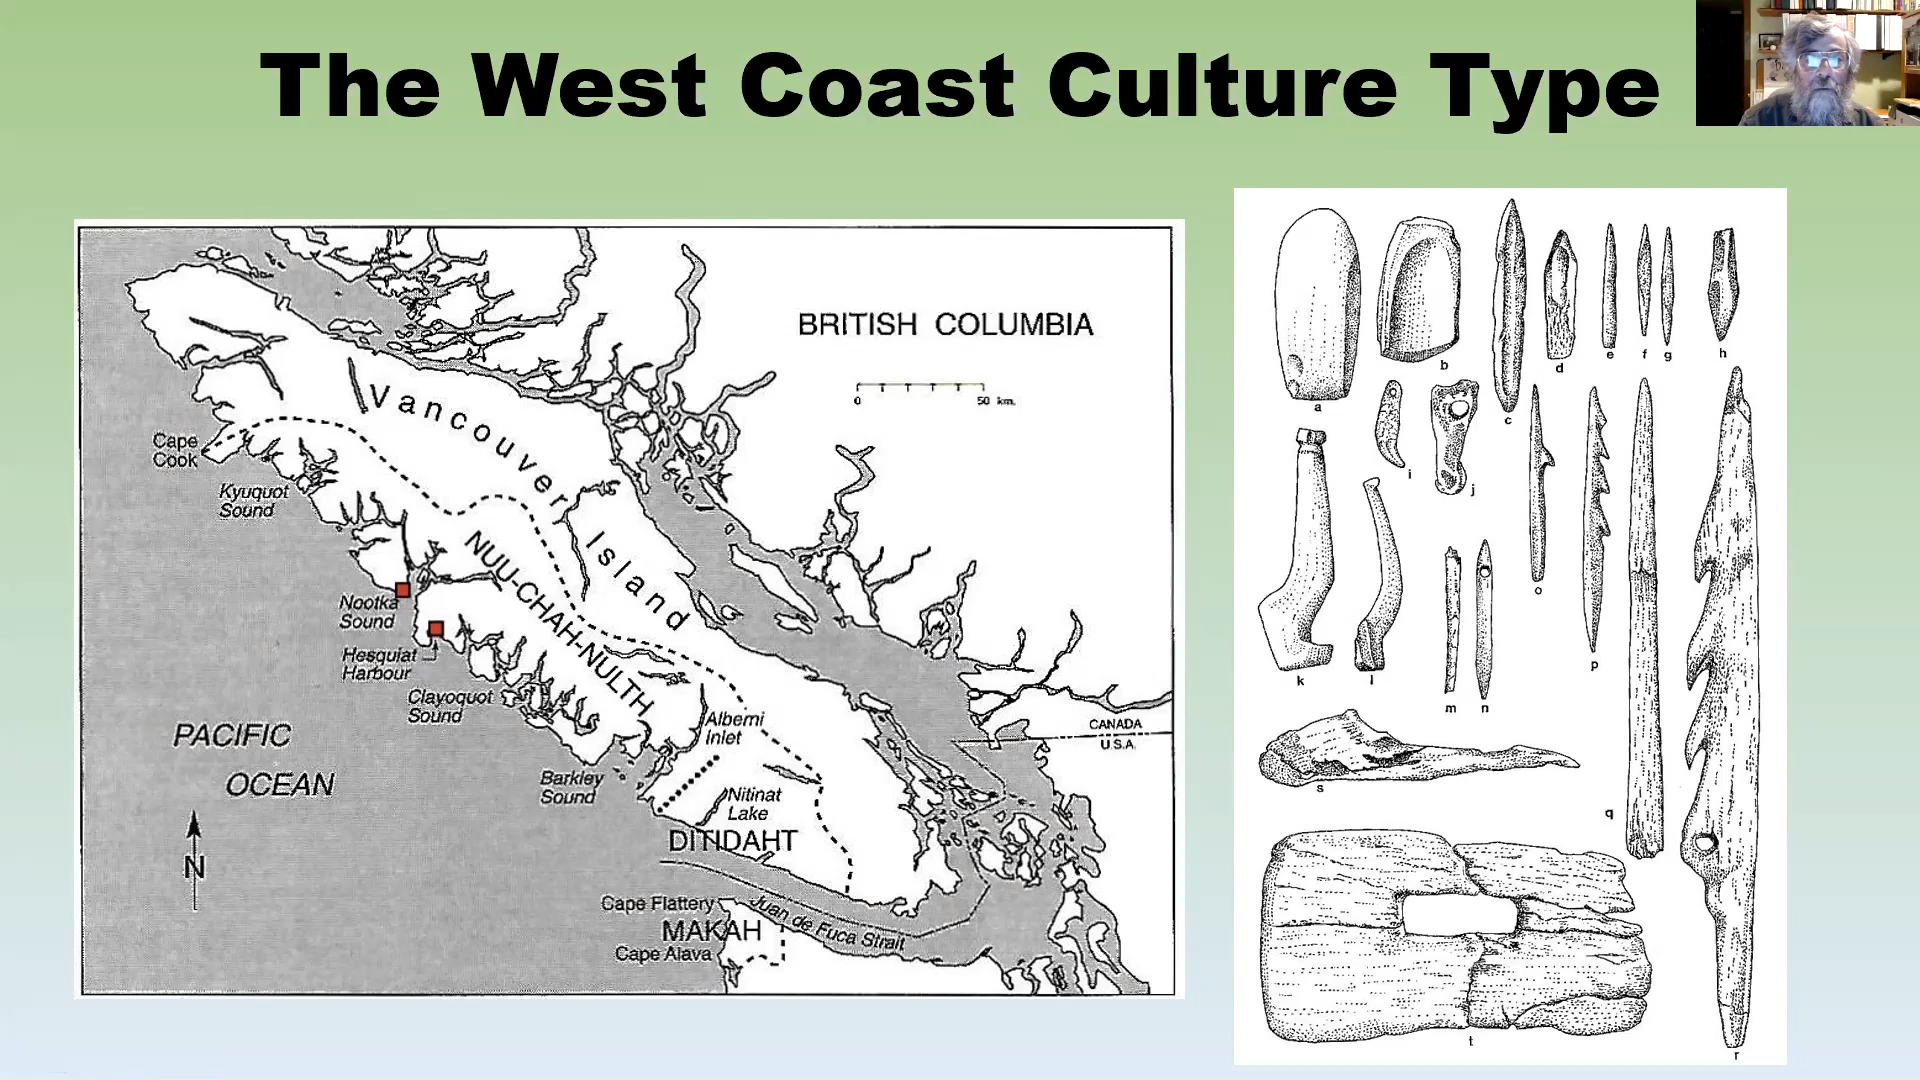 The West Coast Culture Type
BRITISH COLUMBIA
0 50 km.
Vancouver Island
Cape
Cook
Kyuquot
Sound
NUU-CHAH-NULTH
Nootka
Sound
Hesquiat
Harbour
Clayoquot
Sound
PACIFIC
OCEAN
N
Alberni
Inlet
Barkley
Sound
Nitinat
Lake
DITIDAHT
CANADA
U.S.A.
Cape Flattery
Juan de Fuca Strait
MAKAH
Cape Alava
a
b
c
d
e
f
g
h
i
j
k
l
m
n
o
p
q
r
s
t